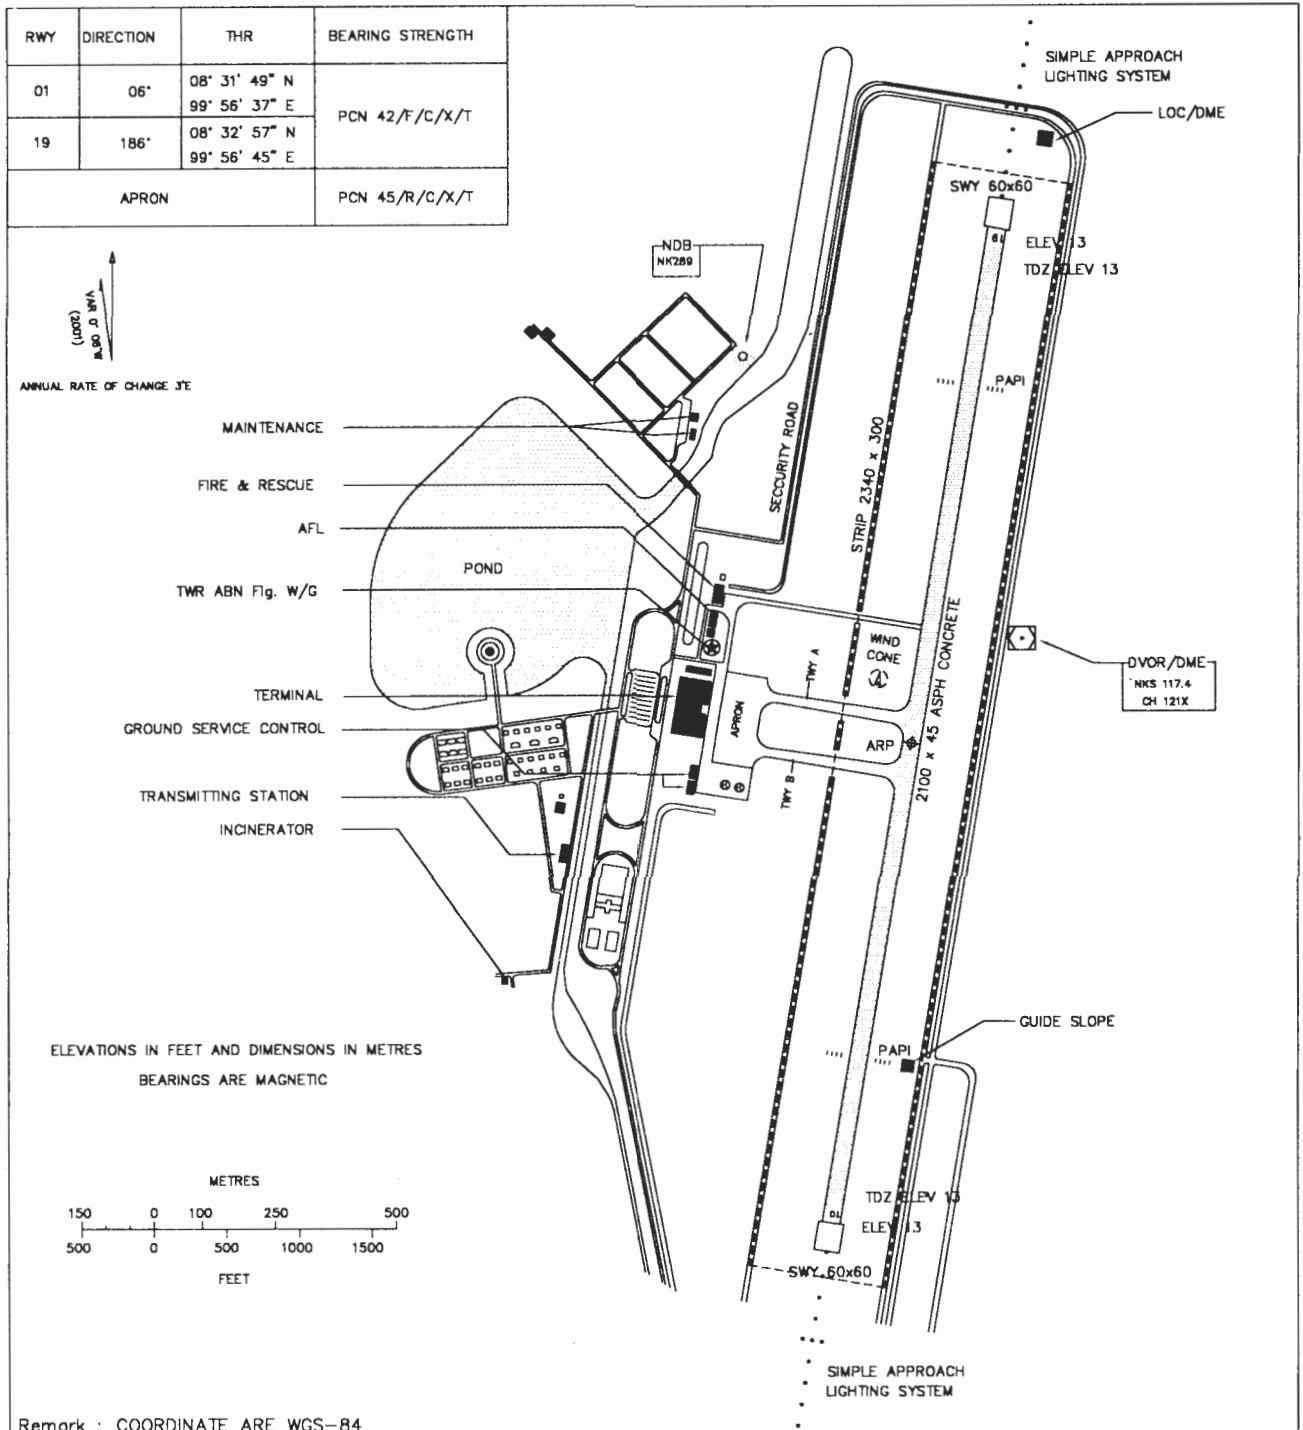 RWY DIRECTION THR BEARING STRENGTH
01 06° 08° 31' 49" N
99° 56' 37" E
PCN 42/F/C/X/T
19 186° 08° 32' 57" N
99° 56' 45" E
APRON PCN 45/R/C/X/T
SIMPLE APPROACH
LIGHTING SYSTEM
LOC/DME
SWY 60x60
19
ELEV 13
TDZ ELEV 13
NDB
NK289
VAR 0° 06'W
(2001)
ANNUAL RATE OF CHANGE 3'E
PAPI
MAINTENANCE
SECCURITY ROAD
STRIP 2340 x 300
FIRE & RESCUE
AFL
POND
TWR ABN Flg. W/G
WIND
CONE
2100 x 45 ASPH CONCRETE
DVOR/DME
NKS 117.4
CH 121X
TWY A
TERMINAL
APRON
GROUND SERVICE CONTROL
ARP
TWY B
TRANSMITTING STATION
INCINERATOR
GUIDE SLOPE
PAPI
ELEVATIONS IN FEET AND DIMENSIONS IN METRES
BEARINGS ARE MAGNETIC
METRES
150 0 100 250 500
500 0 500 1000 1500
FEET
TDZ ELEV 13
01
ELEV 13
SWY 60x60
SIMPLE APPROACH
LIGHTING SYSTEM
Remark : COORDINATE ARE WGS-84